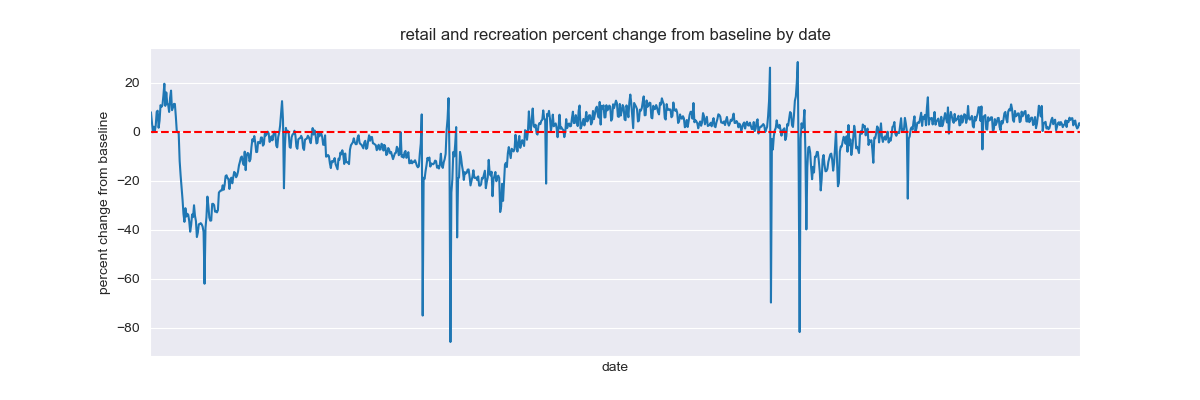 retail and recreation percent change from baseline by date
percent change from baseline
20
0
−20
−40
−60
−80
date